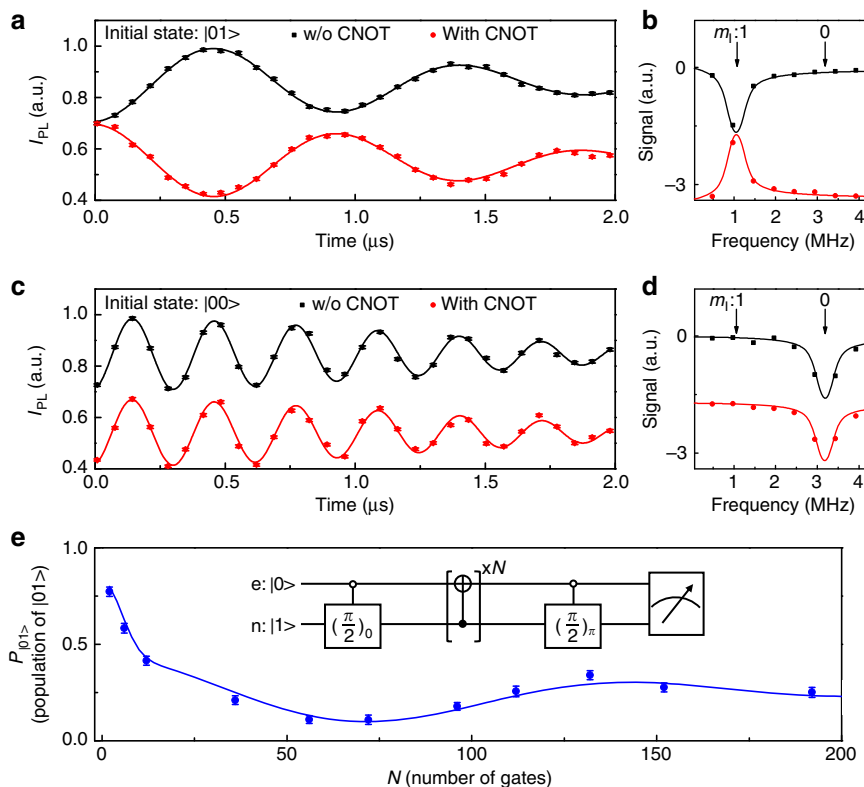 a
Initial state: |01>
w/o CNOT
With CNOT
1.0
0.8
0.6
0.4
I_PL (a.u.)
0.0 0.5 1.0 1.5 2.0
Time (μs)
b
m_I:1 0
0
−3
Signal (a.u.)
1 2 3 4
Frequency (MHz)
c
Initial state: |00>
w/o CNOT
With CNOT
1.0
0.8
0.6
0.4
I_PL (a.u.)
0.0 0.5 1.0 1.5 2.0
Time (μs)
d
m_I:1 0
0
−3
Signal (a.u.)
1 2 3 4
Frequency (MHz)
e
1.0
0.5
0.0
P_|01>
(population of |01>)
xN
e: |0>
n: |1>
(π/2)_0
(π/2)_π
0 50 100 150 200
N (number of gates)